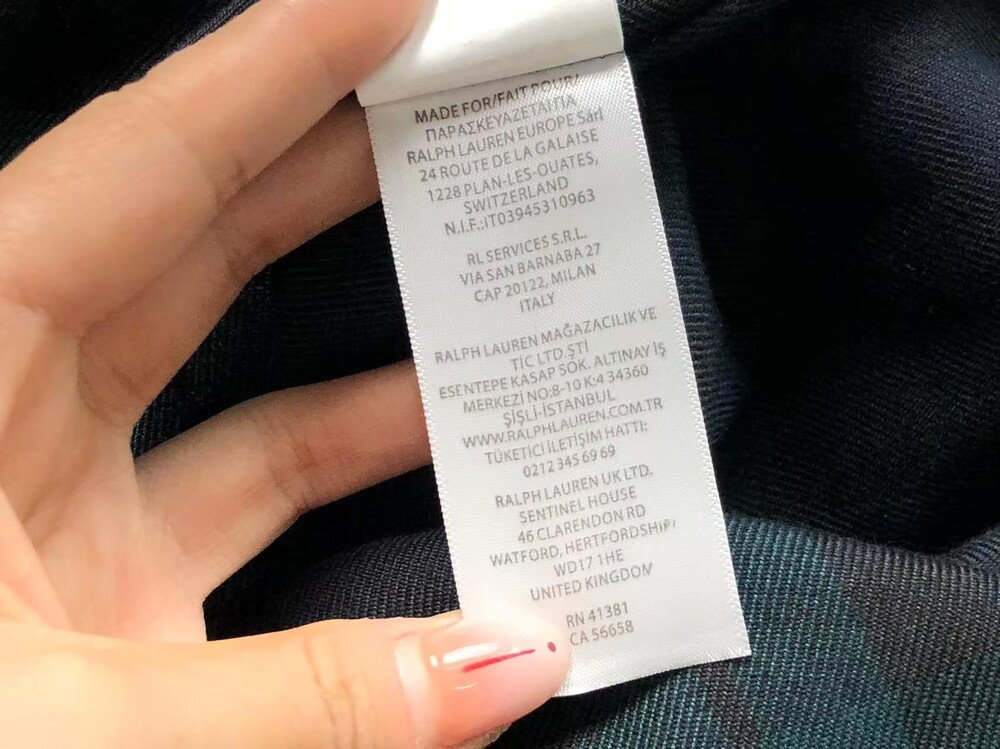 MADE FOR/FAIT POUR/
ΠΑΡΑΣΚΕΥΑΖΕΤΑΙ ΓΙΑ
RALPH LAUREN EUROPE Sàrl
24 ROUTE DE LA GALAISE
1228 PLAN-LES-OUATES,
SWITZERLAND
N.I.F.:IT03945310963
RL SERVICES S.R.L.
VIA SAN BARNABA 27
CAP 20122, MILAN
ITALY
RALPH LAUREN MAĞAZACILIK VE
TİC LTD.ŞTİ
ESENTEPE KASAP SOK. ALTINAY İŞ
MERKEZİ NO:8-10 K:4 34360
ŞİŞLİ-İSTANBUL
WWW.RALPHLAUREN.COM.TR
TÜKETİCİ İLETİŞİM HATTI:
0212 345 69 69
RALPH LAUREN UK LTD.
SENTINEL HOUSE
46 CLARENDON RD
WATFORD, HERTFORDSHIRE,
WD17 1HE
UNITED KINGDOM
RN 41381
CA 56658